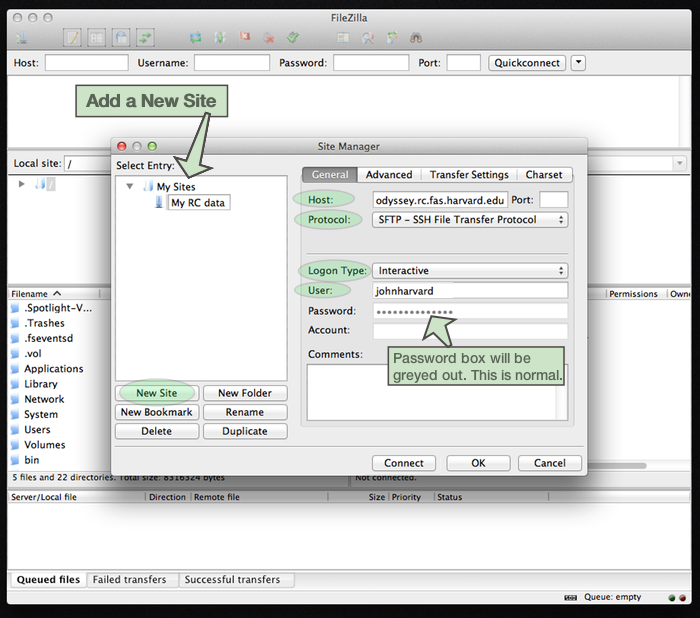 FileZilla
Host: Username: Password: Port: Quickconnect
Add a New Site
Site Manager
Local site: /
Select Entry:
My Sites
My RC data
General Advanced Transfer Settings Charset
Host: odyssey.rc.fas.harvard.edu Port:
Protocol: SFTP - SSH File Transfer Protocol
Logon Type: Interactive
User: johnharvard
Password:
Account:
Comments:
Password box will be
greyed out. This is normal.
New Site New Folder
New Bookmark Rename
Delete Duplicate
Connect OK Cancel
Filename
.Spotlight-V...
.Trashes
.fseventsd
.vol
Applications
Library
Network
System
Users
Volumes
bin
Permissions Owne
5 files and 22 directories. Total size: 8316324 bytes
Not connected.
Server/Local file Direction Remote file Size Priority Status
Queued files Failed transfers Successful transfers
Queue: empty